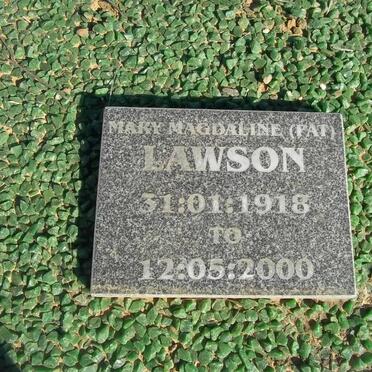 MARY MAGDALINE (PAT)
LAWSON
31:01:1918
TO
12:05:2000